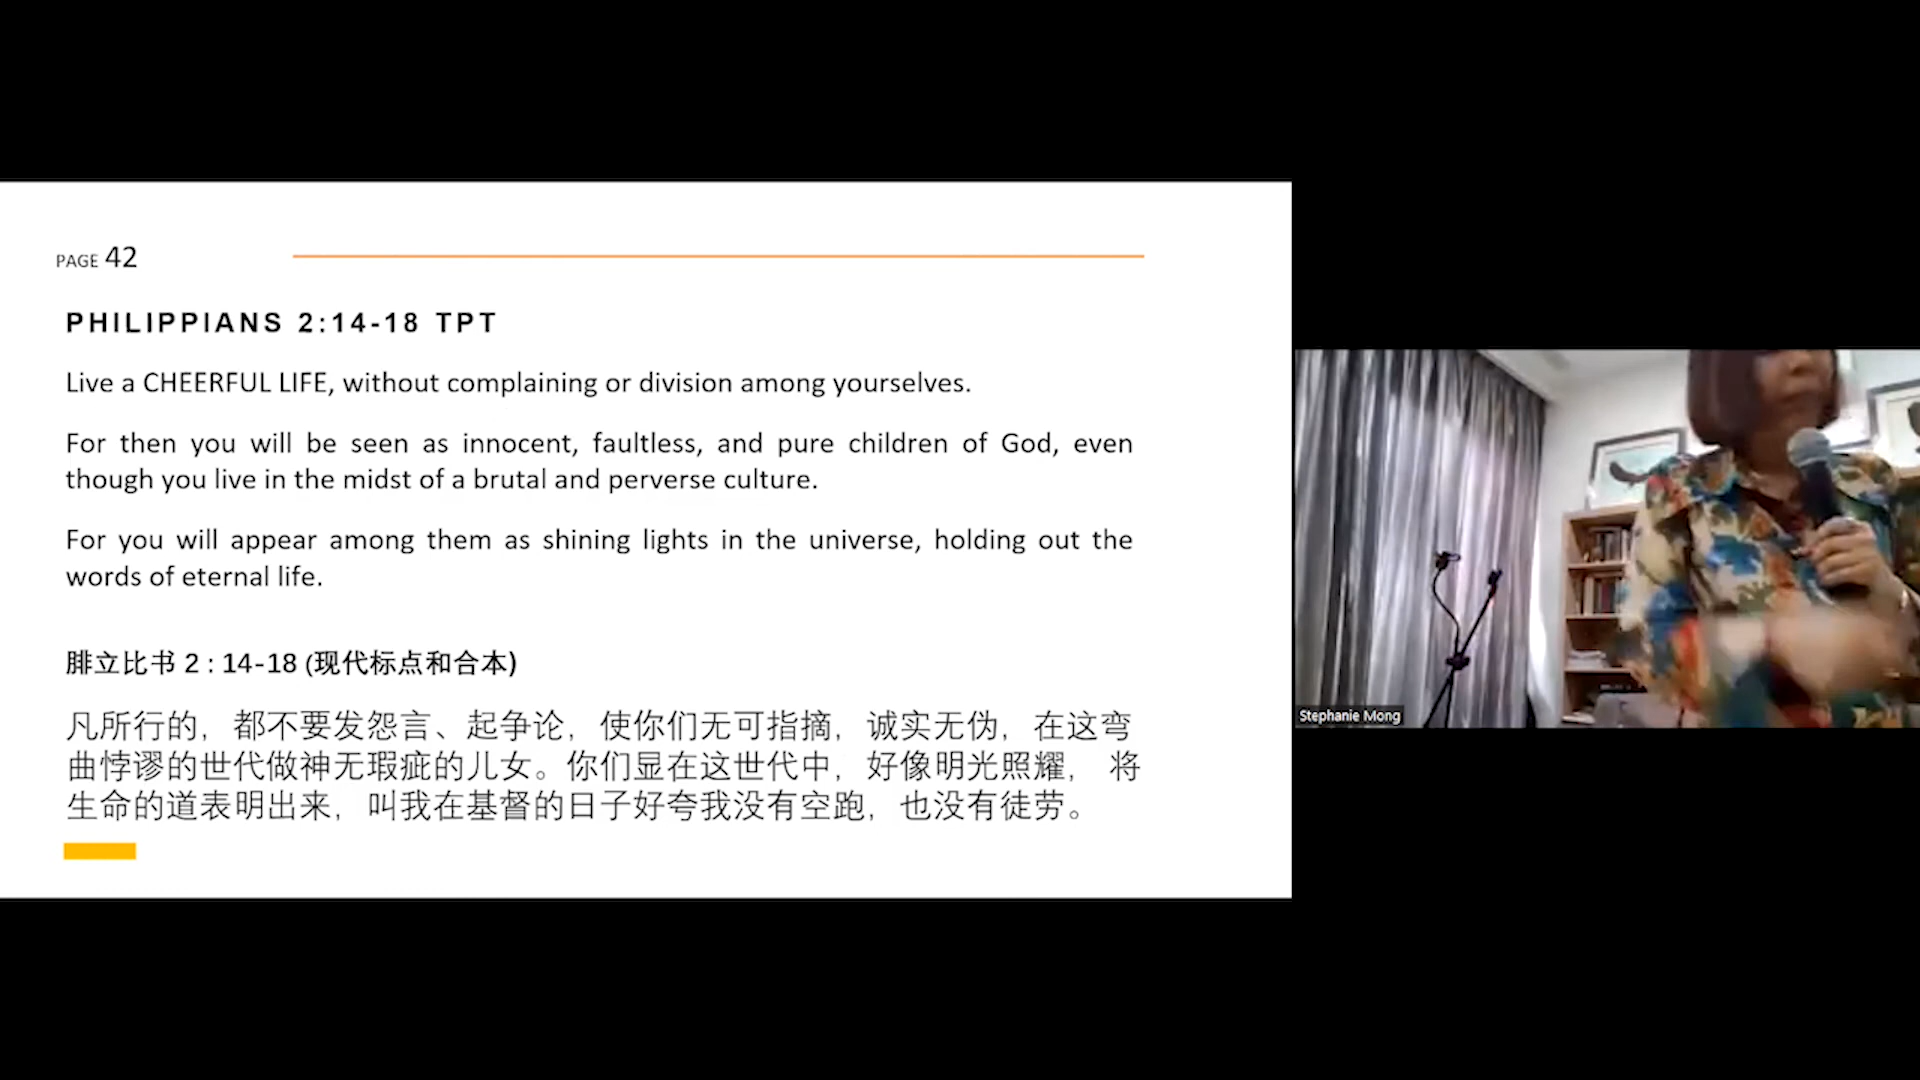 PAGE 42
PHILIPPIANS 2:14-18 TPT
Live a CHEERFUL LIFE, without complaining or division among yourselves.
For then you will be seen as innocent, faultless, and pure children of God, even
though you live in the midst of a brutal and perverse culture.
For you will appear among them as shining lights in the universe, holding out the
words of eternal life.
腓立比书 2 : 14-18 (现代标点和合本)
凡所行的，都不要发怨言、起争论，使你们无可指摘，诚实无伪，在这弯
曲悖谬的世代做神无瑕疵的儿女。你们显在这世代中，好像明光照耀， 将
生命的道表明出来，叫我在基督的日子好夸我没有空跑，也没有徒劳。
Stephanie Mong